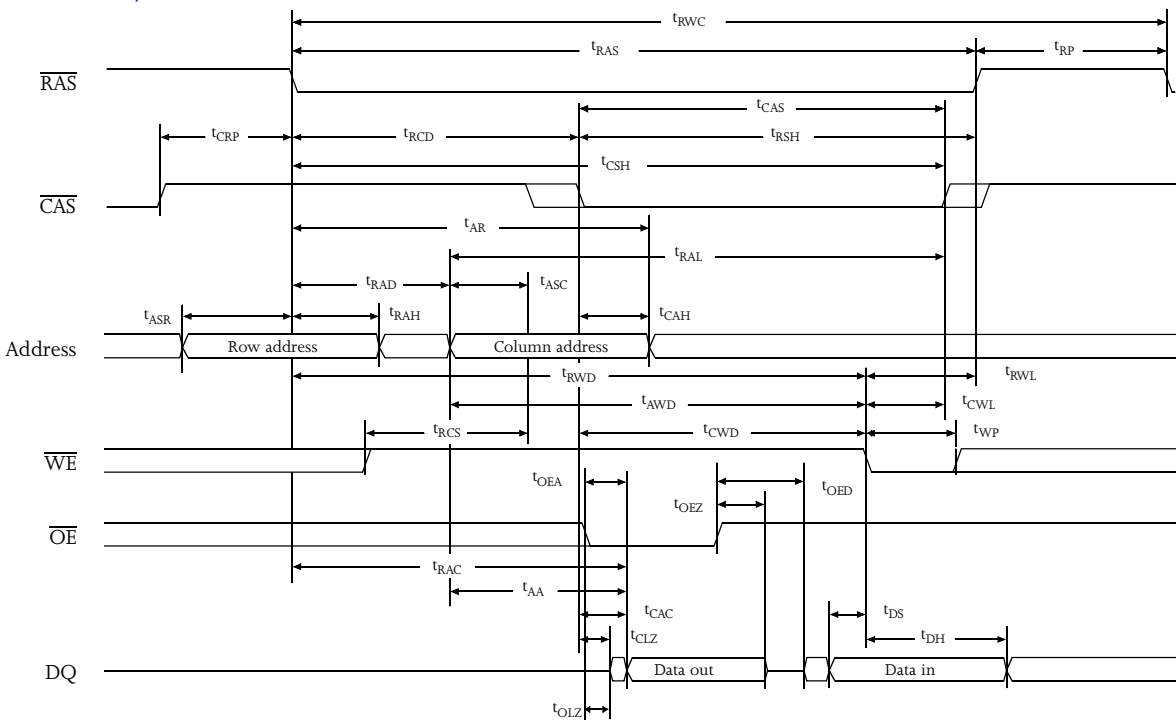 tRWC
tRAS tRP
RAS
tCAS
tCRP tRCD tRSH
tCSH
CAS
tAR
tRAL
tRAD tASC
tASR tRAH tCAH
Address Row address Column address
tRWD tRWL
tAWD tCWL
tRCS tCWD tWP
WE
tOEA tOED
tOEZ
OE
tRAC
tAA
tCAC tDS
tCLZ tDH
DQ Data out Data in
tOLZ